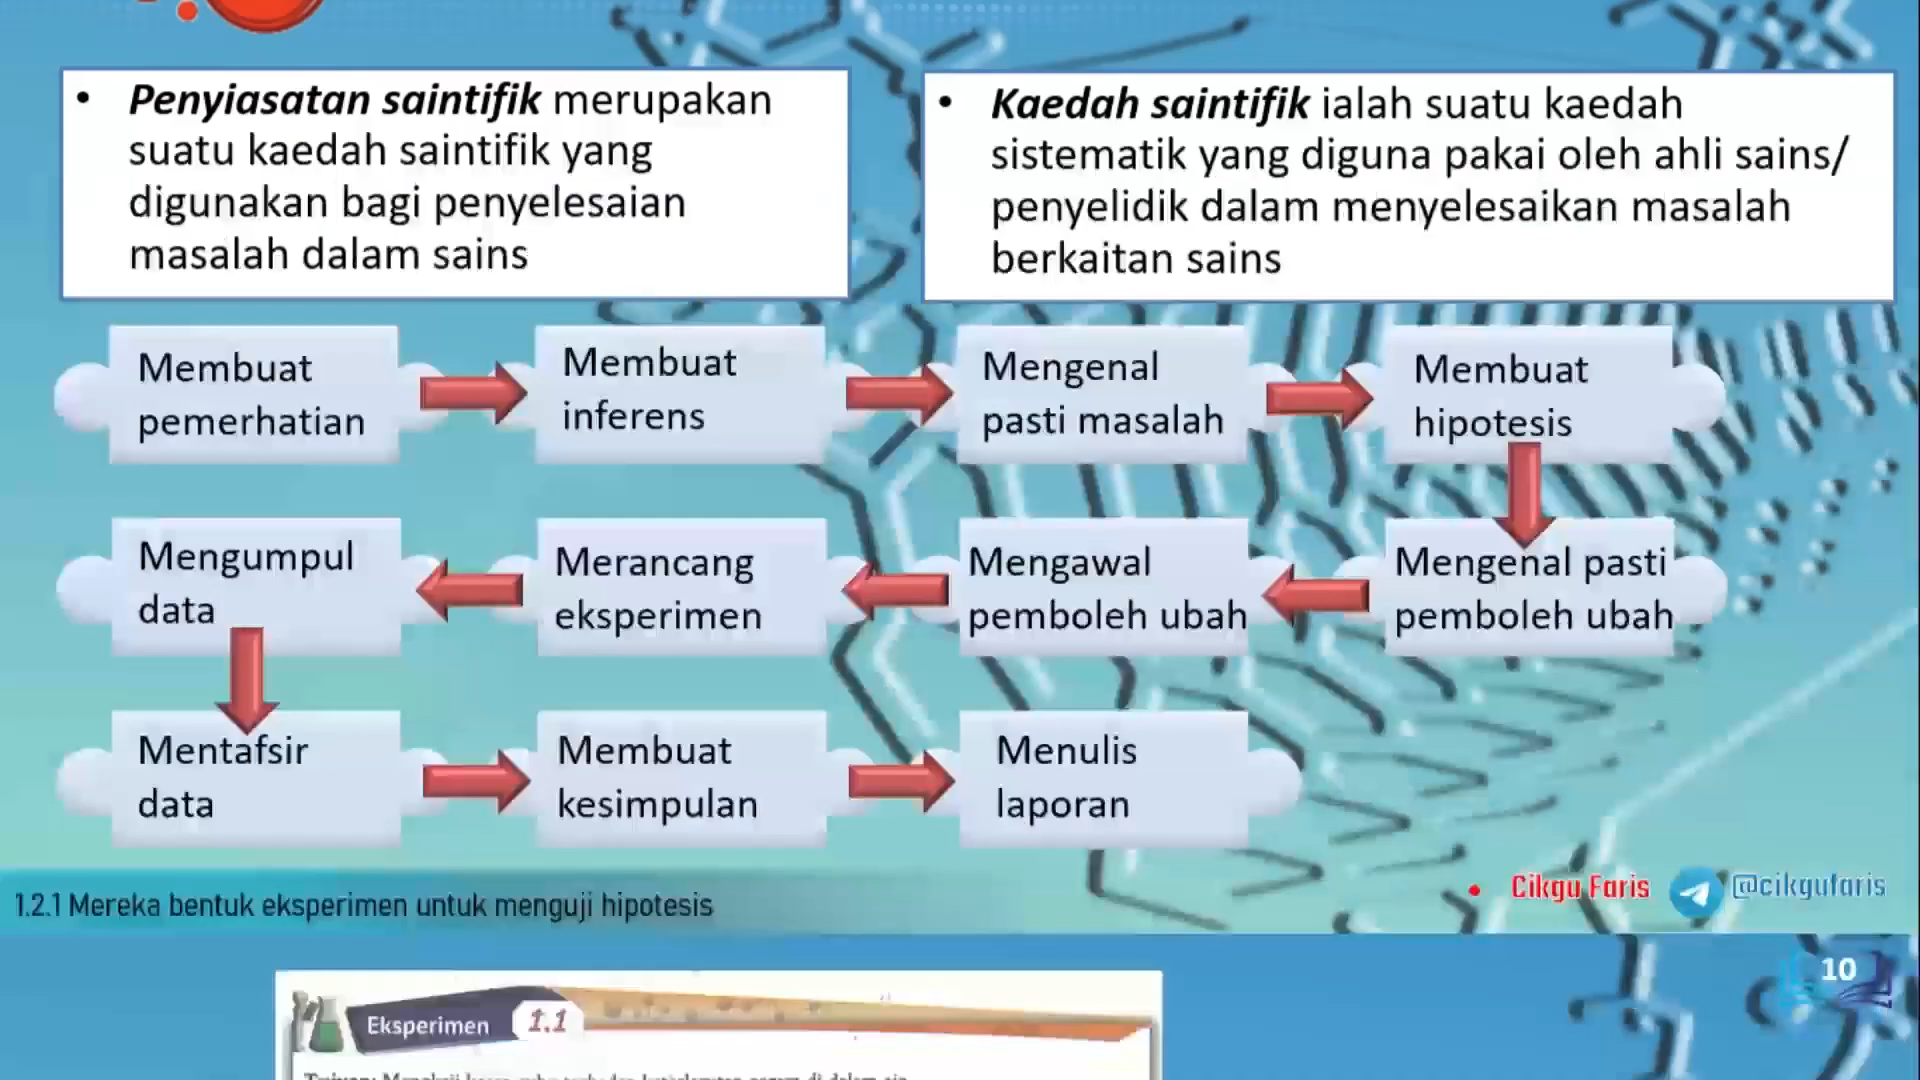 • Penyiasatan saintifik merupakan
suatu kaedah saintifik yang
digunakan bagi penyelesaian
masalah dalam sains
• Kaedah saintifik ialah suatu kaedah
sistematik yang diguna pakai oleh ahli sains/
penyelidik dalam menyelesaikan masalah
berkaitan sains
Membuat
pemerhatian
Membuat
inferens
Mengenal
pasti masalah
Membuat
hipotesis
Mengenal pasti
pemboleh ubah
Mengawal
pemboleh ubah
Merancang
eksperimen
Mengumpul
data
Mentafsir
data
Membuat
kesimpulan
Menulis
laporan
1.2.1 Mereka bentuk eksperimen untuk menguji hipotesis
• Cikgu Faris
@cikgufaris
10
Eksperimen 1.1